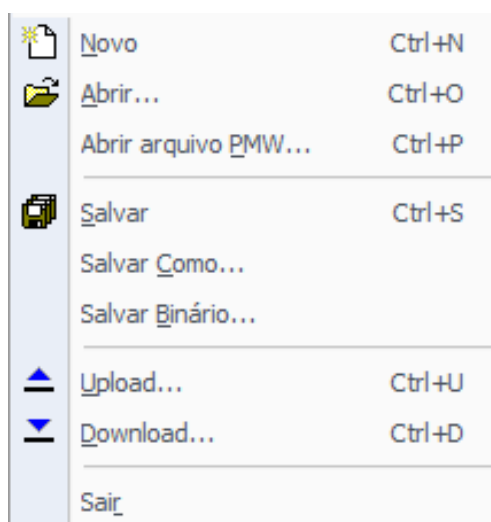 Novo Ctrl+N
Abrir... Ctrl+O
Abrir arquivo PMW... Ctrl+P
Salvar Ctrl+S
Salvar Como...
Salvar Binário...
Upload... Ctrl+U
Download... Ctrl+D
Sair